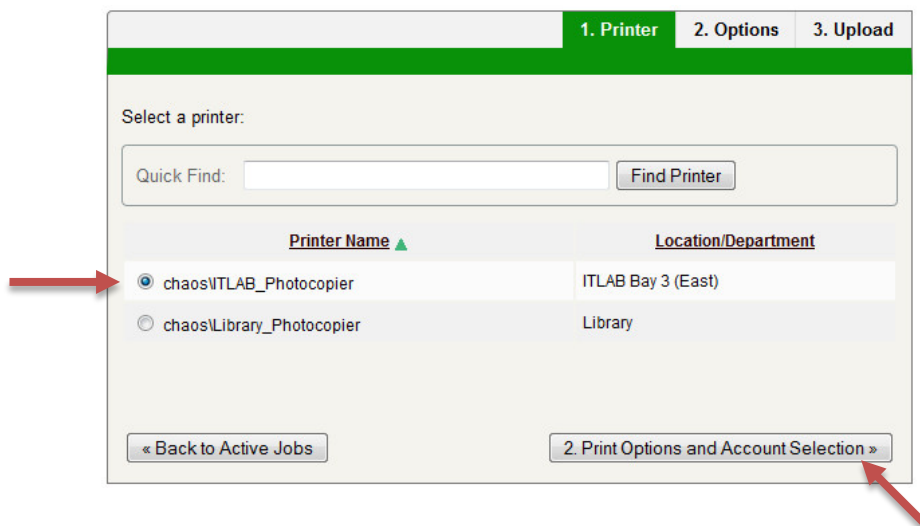 1. Printer 2. Options 3. Upload
Select a printer:
Quick Find: Find Printer
Printer Name Location/Department
chaos\ITLAB_Photocopier ITLAB Bay 3 (East)
chaos\Library_Photocopier Library
« Back to Active Jobs 2. Print Options and Account Selection »